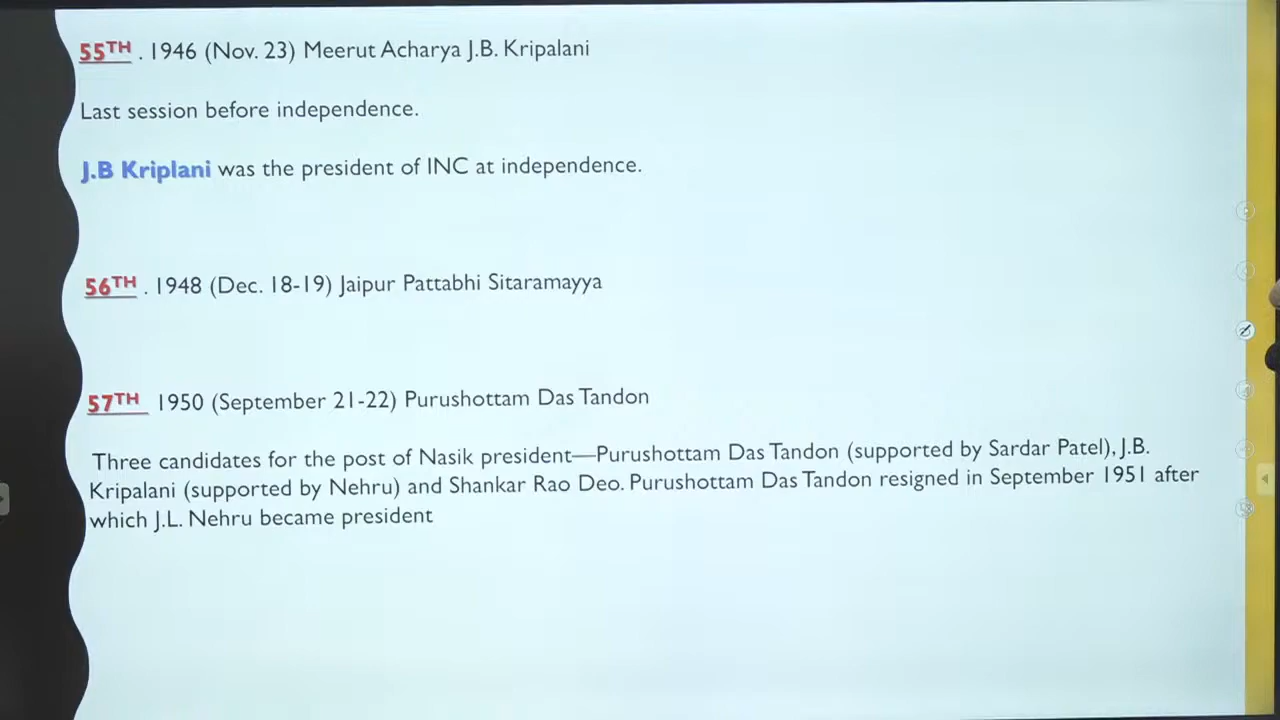 55TH . 1946 (Nov. 23) Meerut Acharya J.B. Kripalani
Last session before independence.
J.B Kriplani was the president of INC at independence.
56TH . 1948 (Dec. 18-19) Jaipur Pattabhi Sitaramayya
57TH 1950 (September 21-22) Purushottam Das Tandon
Three candidates for the post of Nasik president—Purushottam Das Tandon (supported by Sardar Patel), J.B.
Kripalani (supported by Nehru) and Shankar Rao Deo. Purushottam Das Tandon resigned in September 1951 after
which J.L. Nehru became president